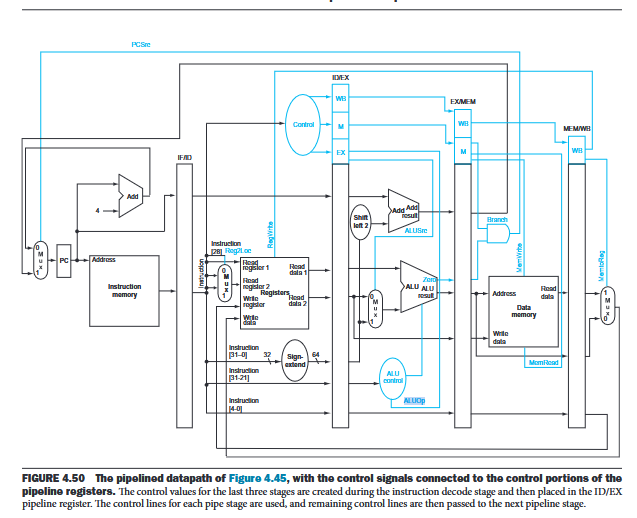 PCSrc
ID/EX
WB
EX/MEM
Control
M
WB
MEM/WB
EX
M
WB
IF/ID
Add
4
Shift
left 2
Add Add
result
Branch
ALUSrc
RegWrite
MemWrite
MemtoReg
Instruction
[28] Reg2Loc
0
M
u
x
1
PC
Address
Instruction
memory
Instruction
0
M
u
x
1
Read
register 1
Read
data 1
Read
register 2
Registers
Write
register
Read
data 2
Write
data
0
M
u
x
1
Zero
ALU ALU
result
Address
Read
data
Data
memory
Write
data
1
M
u
x
0
MemRead
Instruction
[31–0]
32
Sign-
extend
64
Instruction
[31-21]
ALU
control
Instruction
[4-0]
ALUOp
FIGURE 4.50 The pipelined datapath of Figure 4.45, with the control signals connected to the control portions of the
pipeline registers. The control values for the last three stages are created during the instruction decode stage and then placed in the ID/EX
pipeline register. The control lines for each pipe stage are used, and remaining control lines are then passed to the next pipeline stage.